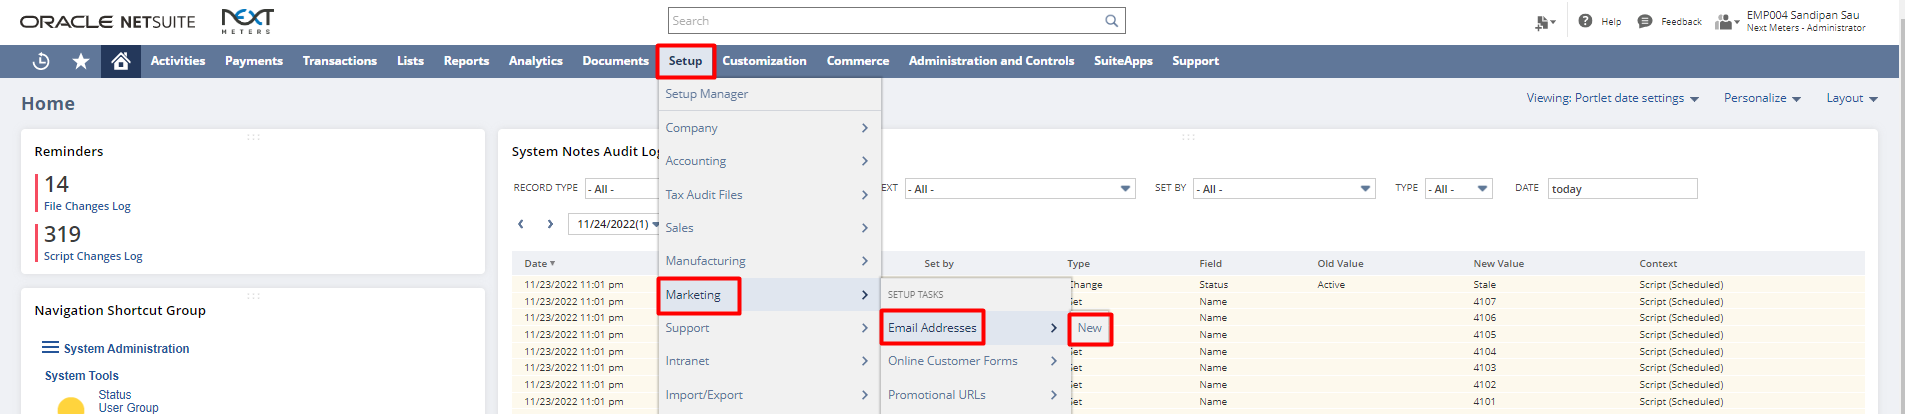 ORACLE NETSUITE
NEXT
METERS
Search
Help
Feedback
EMP004 Sandipan Sau
Next Meters - Administrator
Activities Payments Transactions Lists Reports Analytics Documents Setup Customization Commerce Administration and Controls SuiteApps Support
Home
Viewing: Portlet date settings Personalize Layout
Setup Manager
Company
Accounting
Tax Audit Files
Sales
Manufacturing
Marketing
Support
Intranet
Import/Export
SETUP TASKS
Email Addresses
Online Customer Forms
Promotional URLs
New
Reminders
14
File Changes Log
319
Script Changes Log
Navigation Shortcut Group
System Administration
System Tools
Status
User Group
System Notes Audit Log
RECORD TYPE - All - EXT - All - SET BY - All - TYPE - All - DATE today
11/24/2022(1)
Date Set by Type Field Old Value New Value Context
11/23/2022 11:01 pm Change Status Active Stale Script (Scheduled)
11/23/2022 11:01 pm Set Name 4107 Script (Scheduled)
11/23/2022 11:01 pm Name 4106 Script (Scheduled)
11/23/2022 11:01 pm Name 4105 Script (Scheduled)
11/23/2022 11:01 pm Set Name 4104 Script (Scheduled)
11/23/2022 11:01 pm Set Name 4103 Script (Scheduled)
11/23/2022 11:01 pm Set Name 4102 Script (Scheduled)
11/23/2022 11:01 pm Set Name 4101 Script (Scheduled)